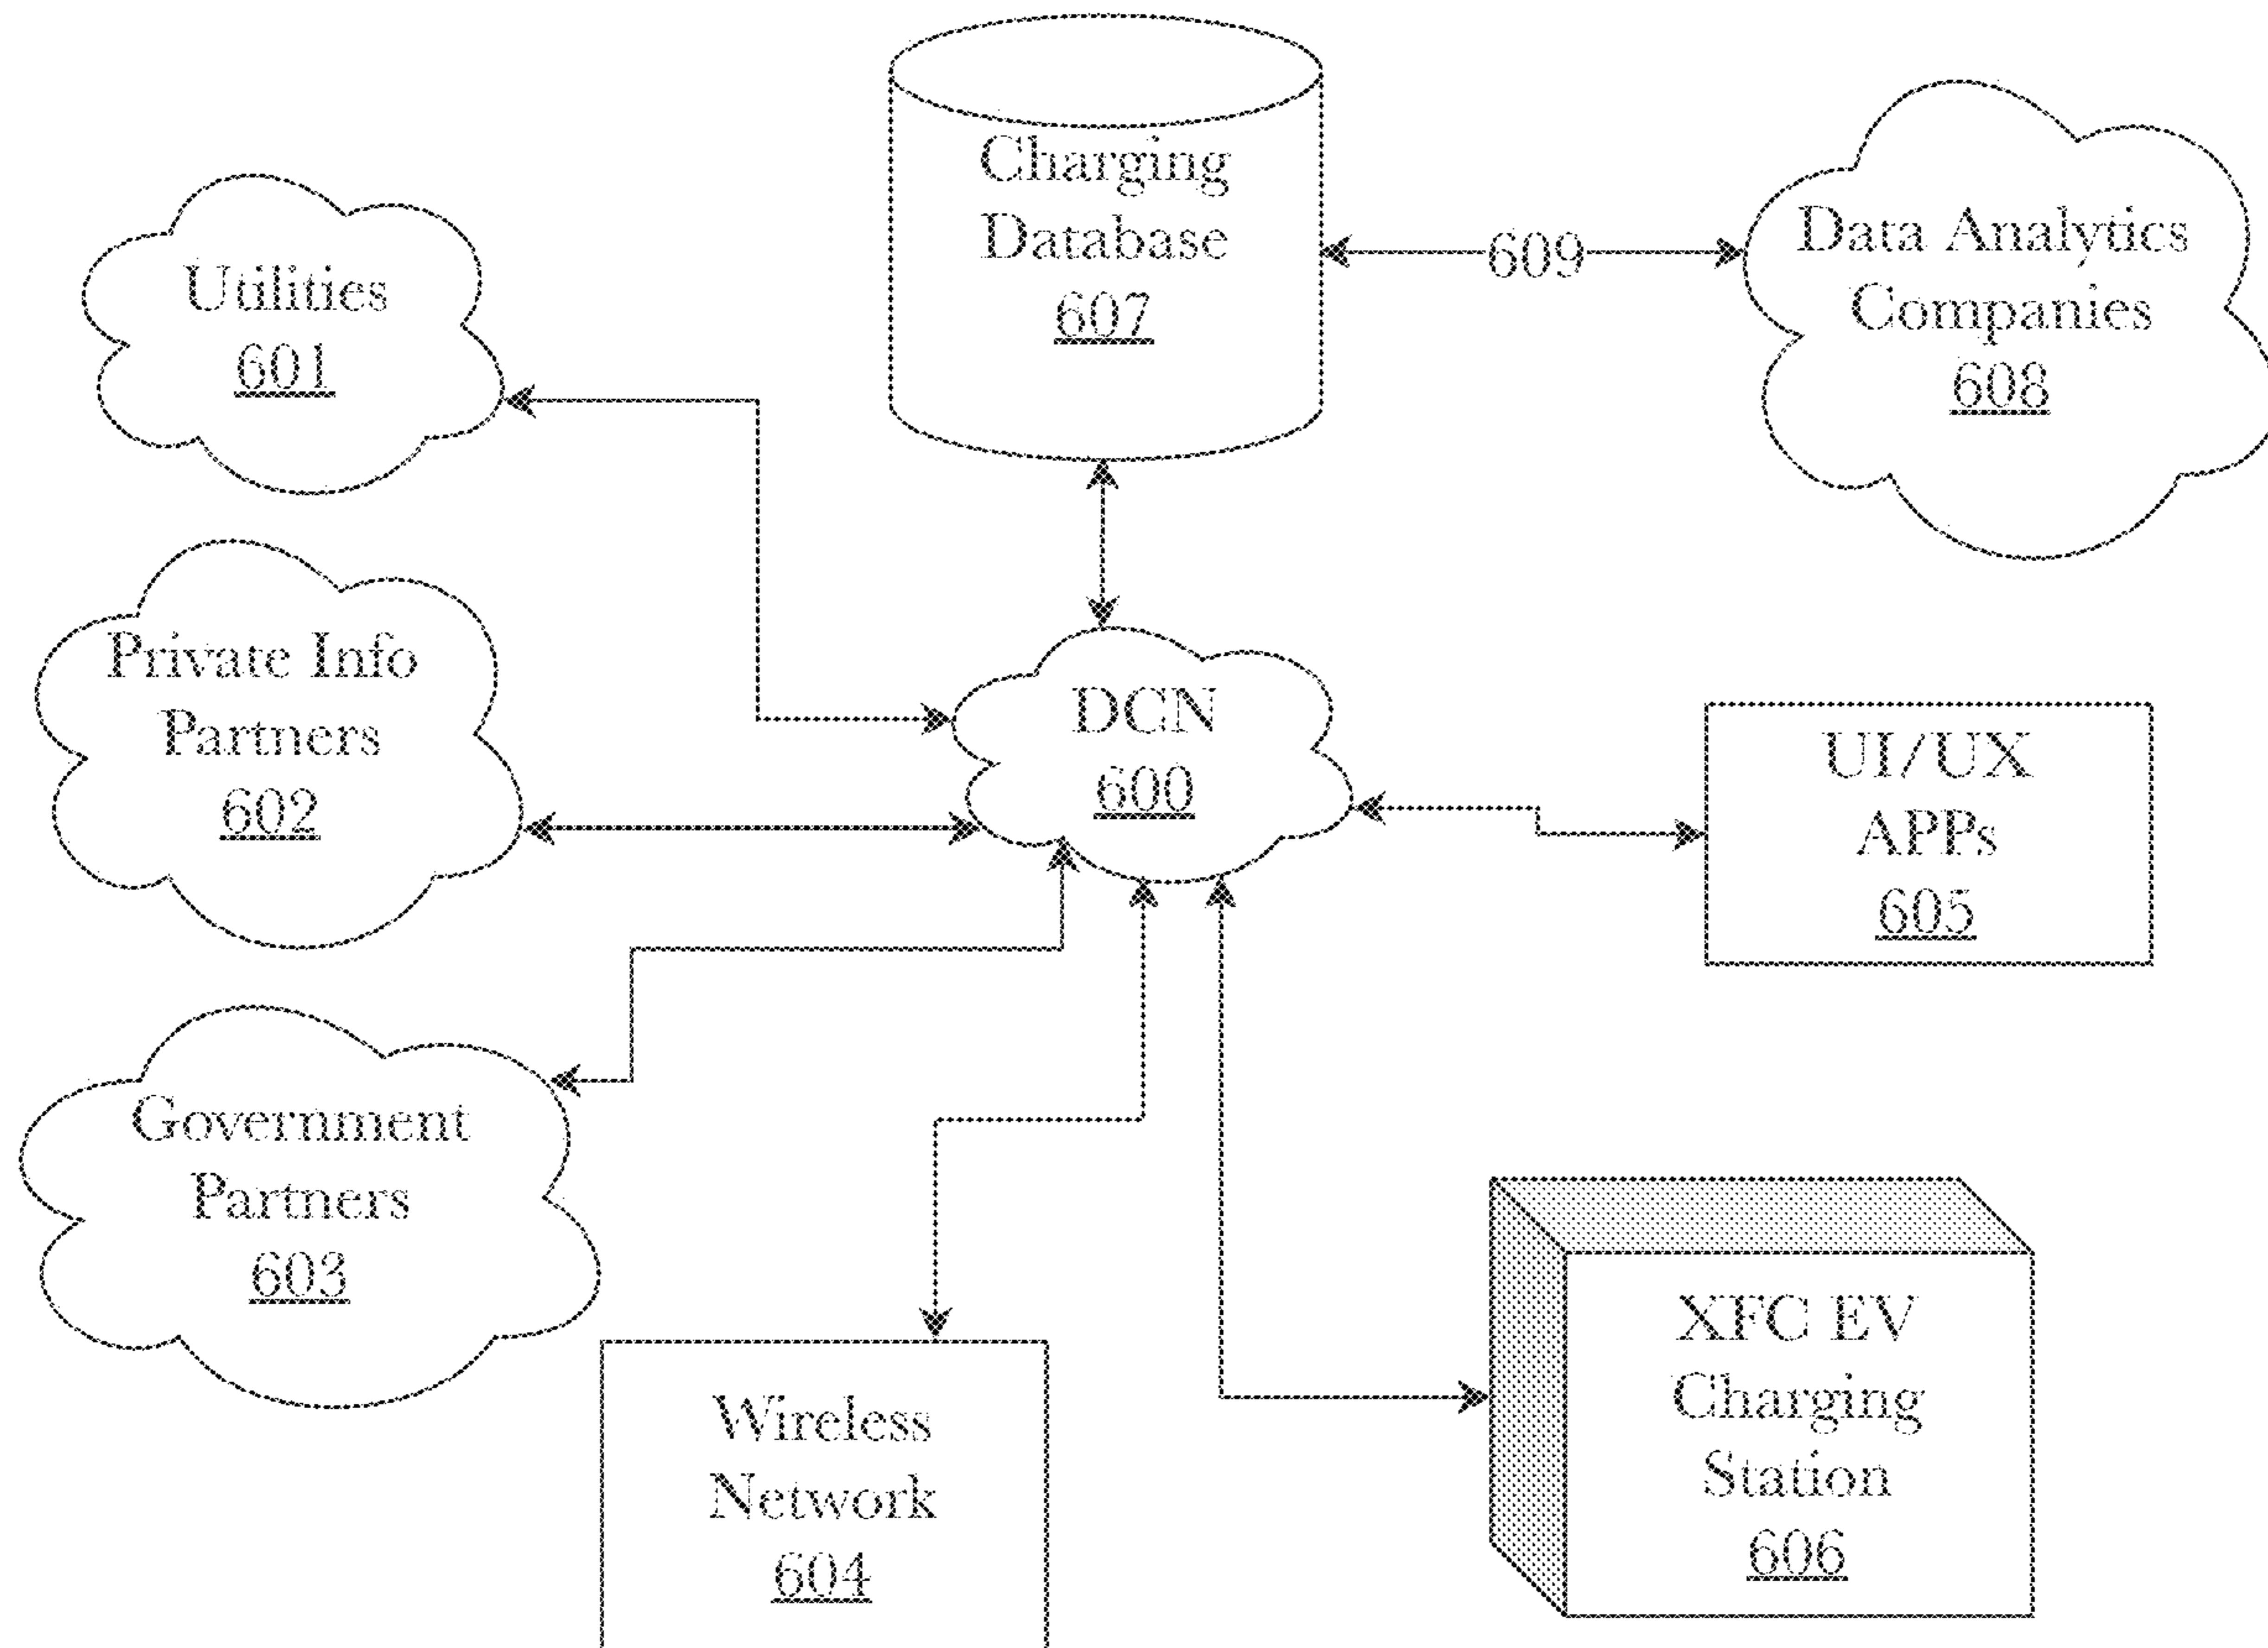 Charging
Database
607
609
Data Analytics
Companies
608
Utilities
601
Private Info
Partners
602
DCN
600
UI/UX
APPs
605
Government
Partners
603
Wireless
Network
604
XFC EV
Charging
Station
606